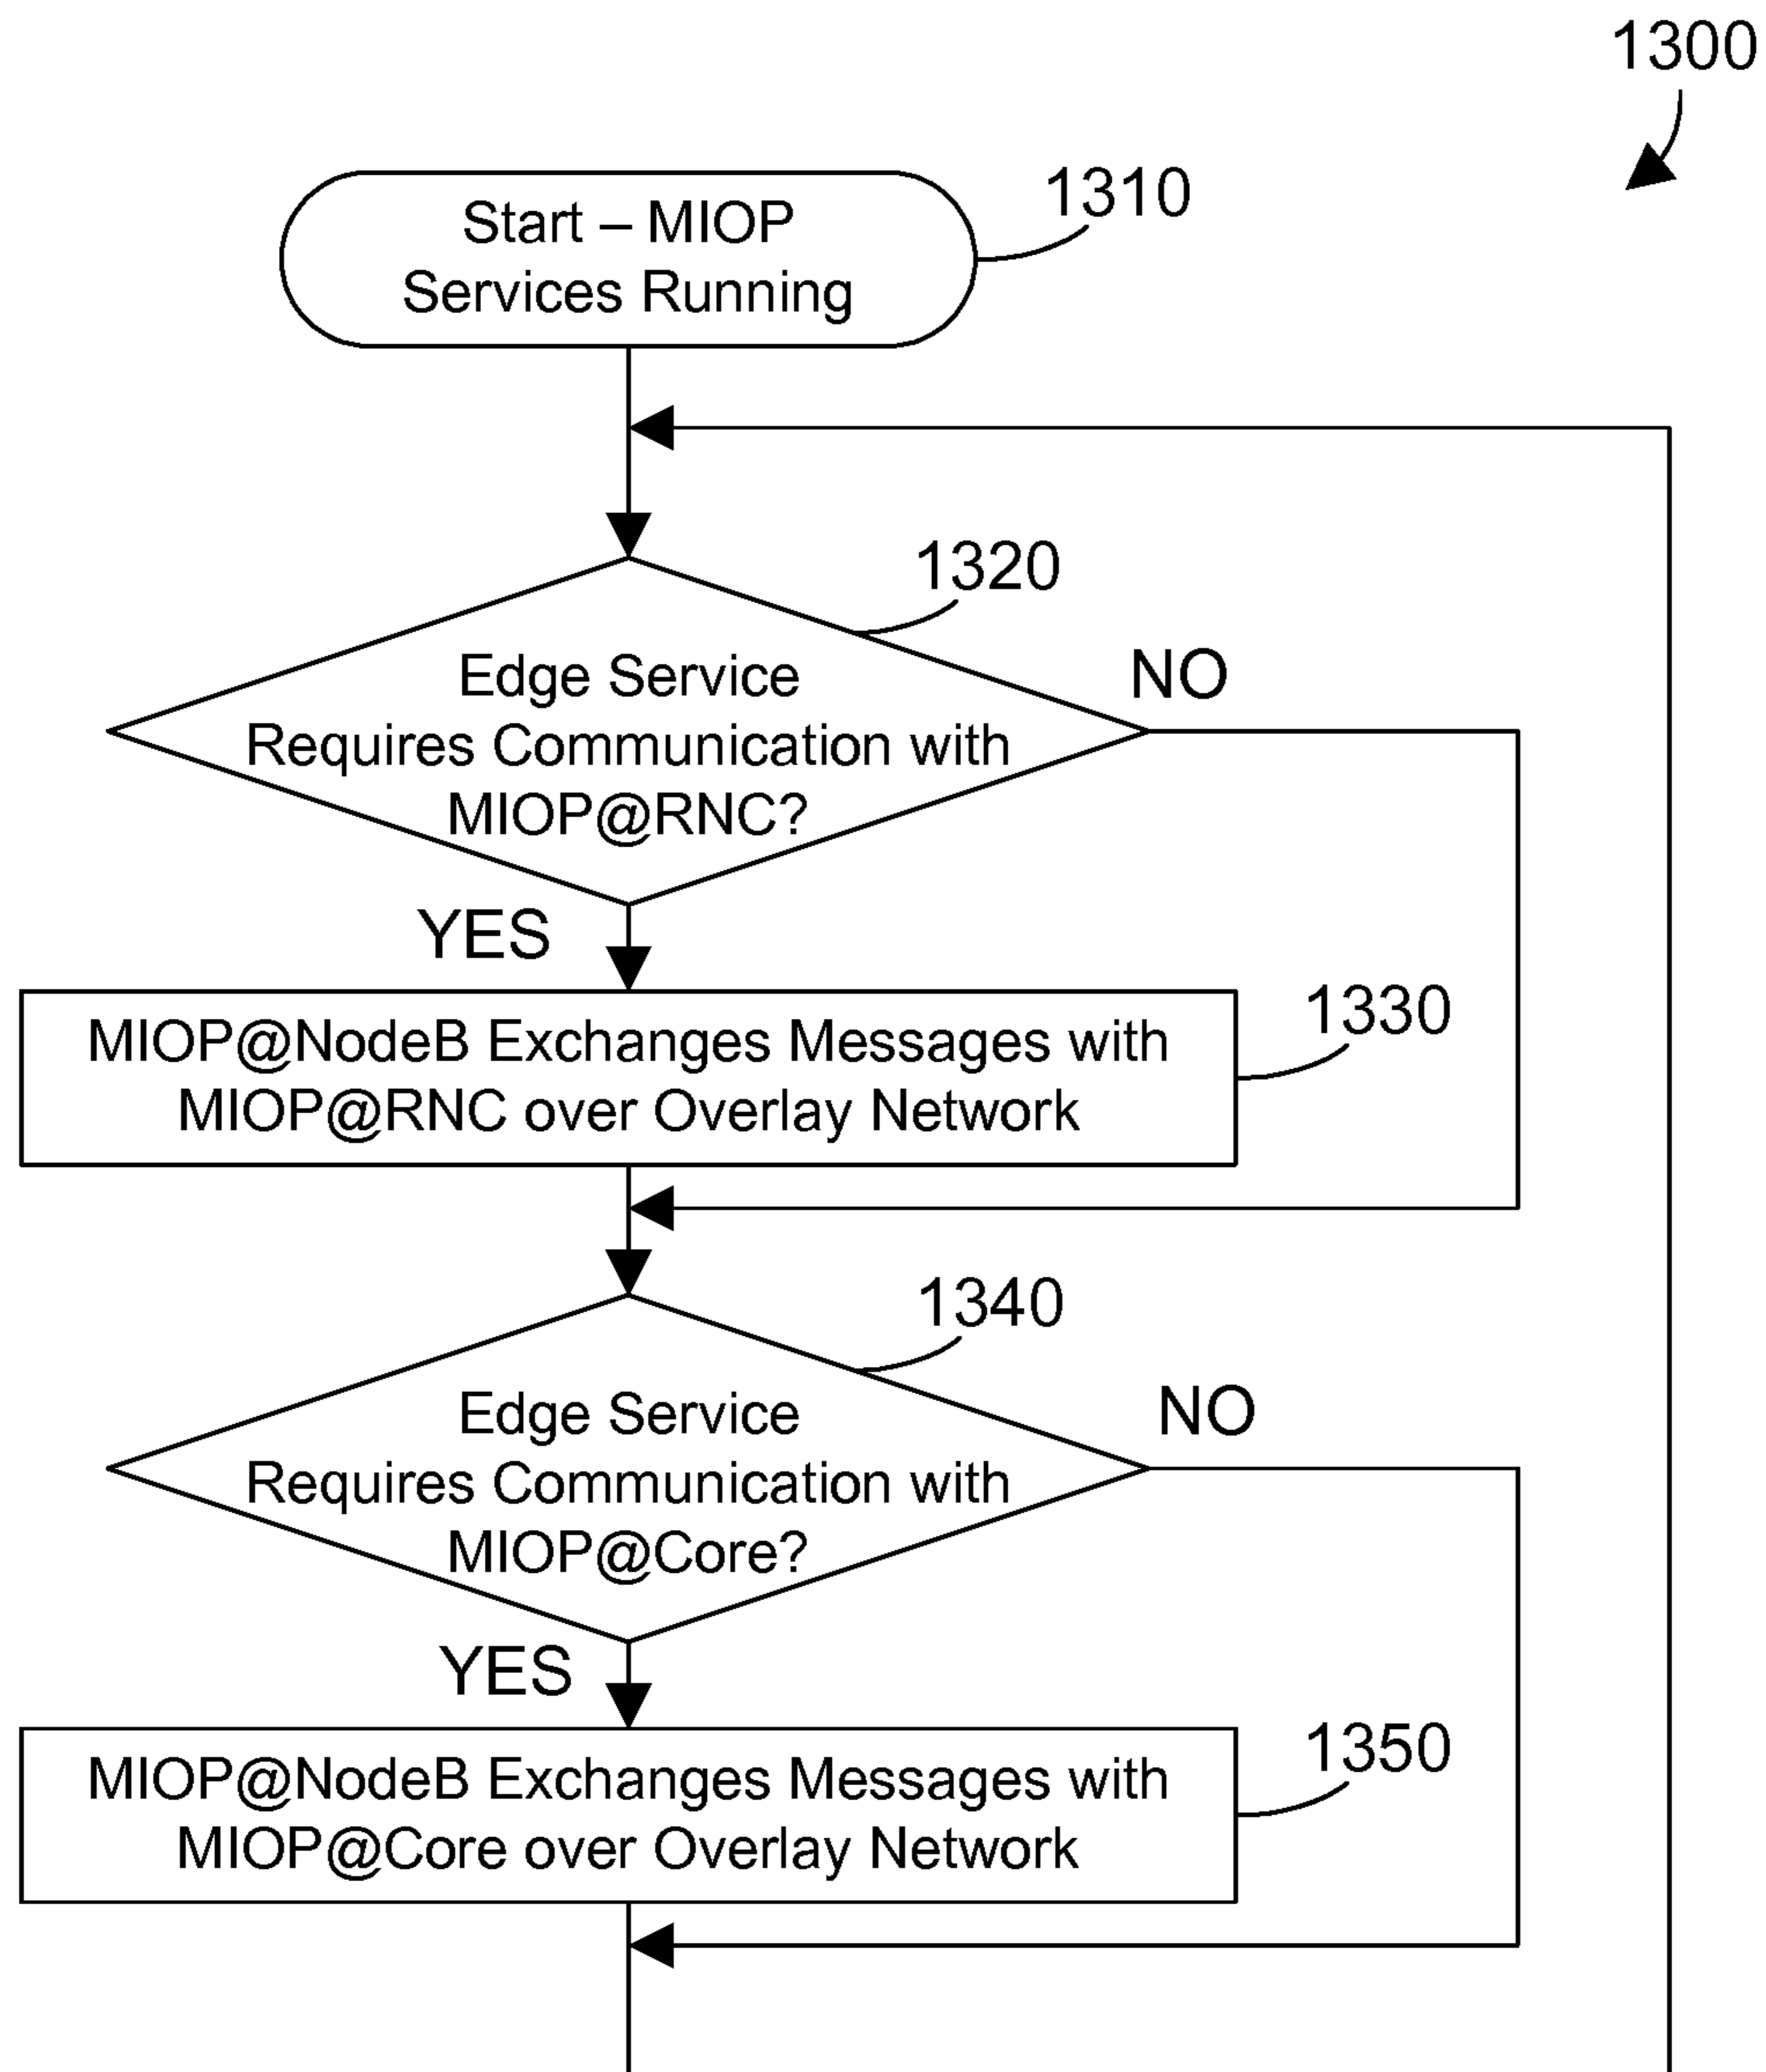 1300
Start – MIOP
Services Running
1310
1320
Edge Service
Requires Communication with
MIOP@RNC?
NO
YES
MIOP@NodeB Exchanges Messages with
MIOP@RNC over Overlay Network
1330
1340
Edge Service
Requires Communication with
MIOP@Core?
NO
YES
MIOP@NodeB Exchanges Messages with
MIOP@Core over Overlay Network
1350